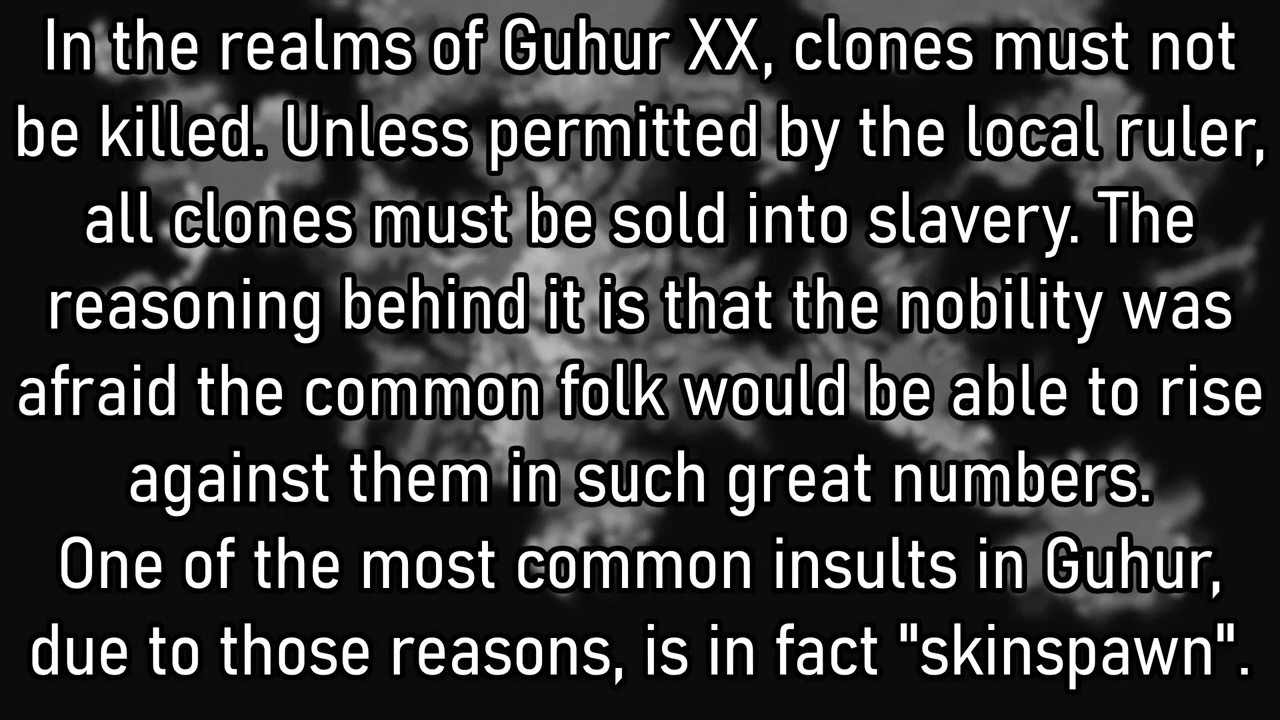 In the realms of Guhur XX, clones must not
be killed. Unless permitted by the local ruler,
all clones must be sold into slavery. The
reasoning behind it is that the nobility was
afraid the common folk would be able to rise
against them in such great numbers.
One of the most common insults in Guhur,
due to those reasons, is in fact "skinspawn".